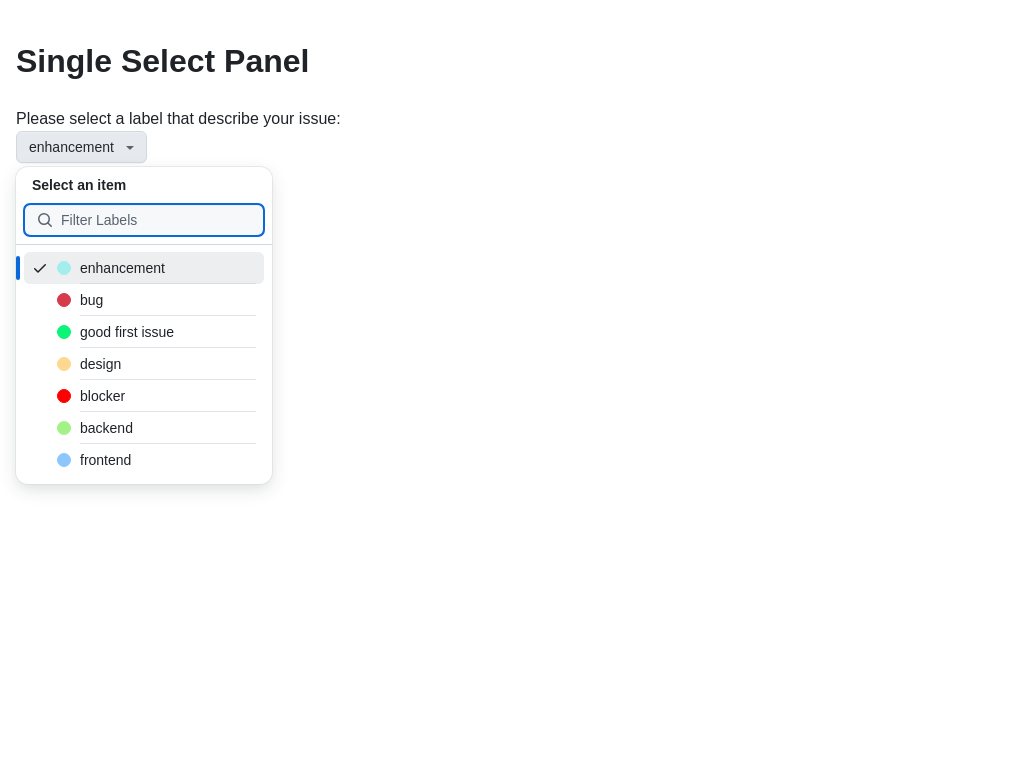 Single Select Panel
Please select a label that describe your issue:
enhancement
Select an item
Filter Labels
enhancement
bug
good first issue
design
blocker
backend
frontend